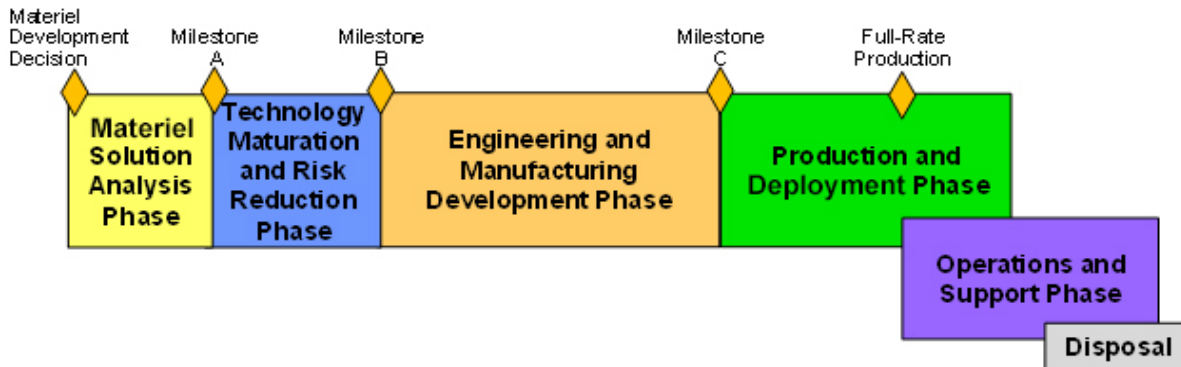 Materiel
Development
Decision
Milestone
A
Milestone
B
Milestone
C
Full-Rate
Production
Materiel
Solution
Analysis
Phase
Technology
Maturation
and Risk
Reduction
Phase
Engineering and
Manufacturing
Development Phase
Production and
Deployment Phase
Operations and
Support Phase
Disposal